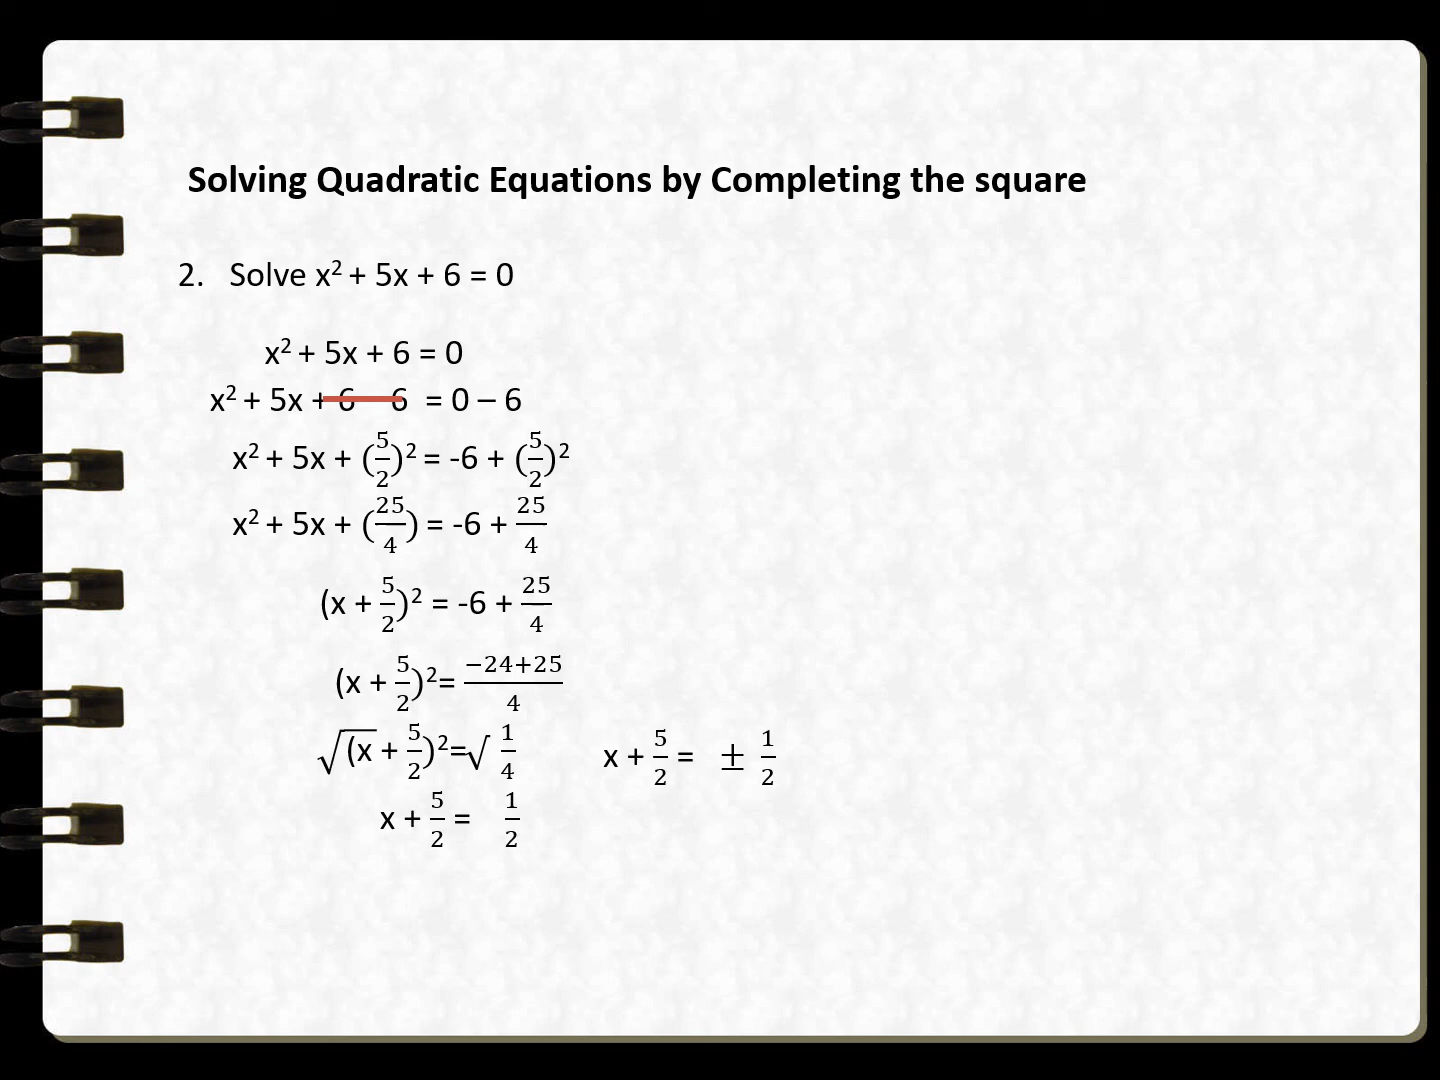 Solving Quadratic Equations by Completing the square
2. Solve x² + 5x + 6 = 0
x² + 5x + 6 = 0
x² + 5x + 6 – 6 = 0 – 6
x² + 5x + (5/2)² = -6 + (5/2)²
x² + 5x + (25/4) = -6 + 25/4
(x + 5/2)² = -6 + 25/4
(x + 5/2)²= −24+25/4
√(x + 5/2)²=√ 1/4
x + 5/2 = 1/2
x + 5/2 = ± 1/2